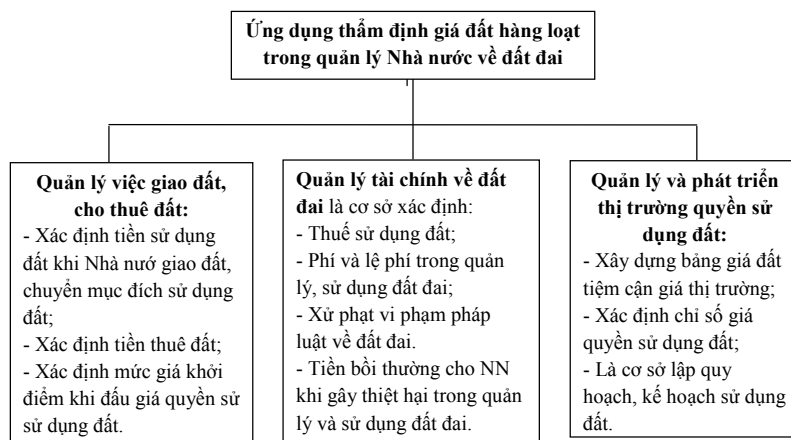 Ứng dụng thẩm định giá đất hàng loạt
trong quản lý Nhà nước về đất đai
Quản lý việc giao đất,
cho thuê đất:
- Xác định tiền sử dụng
đất khi Nhà nướ giao đất,
chuyển mục đích sử dụng
đất;
- Xác định tiền thuê đất;
- Xác định mức giá khởi
điểm khi đấu giá quyền sử
sử dụng đất.
Quản lý tài chính về đất
đai là cơ sở xác định:
- Thuế sử dụng đất;
- Phí và lệ phí trong quản
lý, sử dụng đất đai;
- Xử phạt vi phạm pháp
luật về đất đai.
- Tiền bồi thường cho NN
khi gây thiệt hại trong quản
lý và sử dụng đất đai.
Quản lý và phát triển
thị trường quyền sử
dụng đất:
- Xây dựng bảng giá đất
tiệm cận giá thị trường;
- Xác định chỉ số giá
quyền sử dụng đất;
- Là cơ sở lập quy
hoạch, kế hoạch sử dụng
đất.